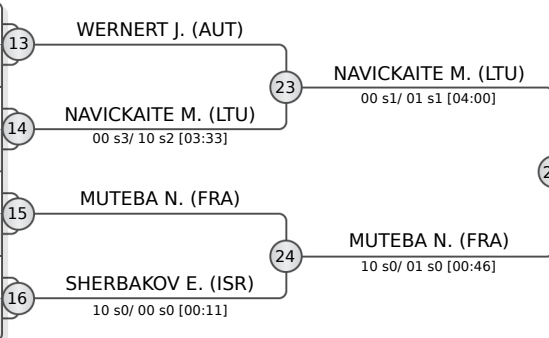 WERNERT J. (AUT)
13
23
NAVICKAITE M. (LTU)
00 s1/ 01 s1 [04:00]
NAVICKAITE M. (LTU)
14
00 s3/ 10 s2 [03:33]
MUTEBA N. (FRA)
15
24
MUTEBA N. (FRA)
10 s0/ 01 s0 [00:46]
SHERBAKOV E. (ISR)
16
10 s0/ 00 s0 [00:11]